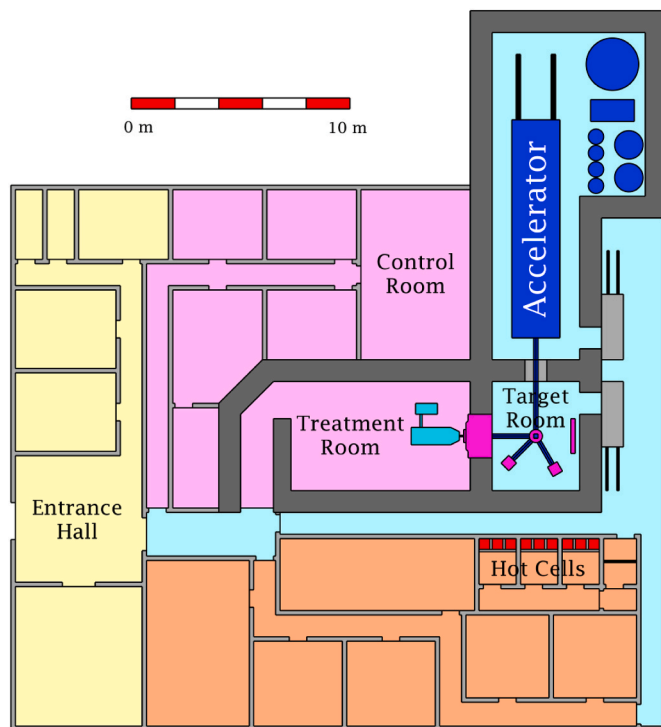 0 m
10 m
Accelerator
Control
Room
Target
Room
Treatment
Room
Entrance
Hall
Hot Cells